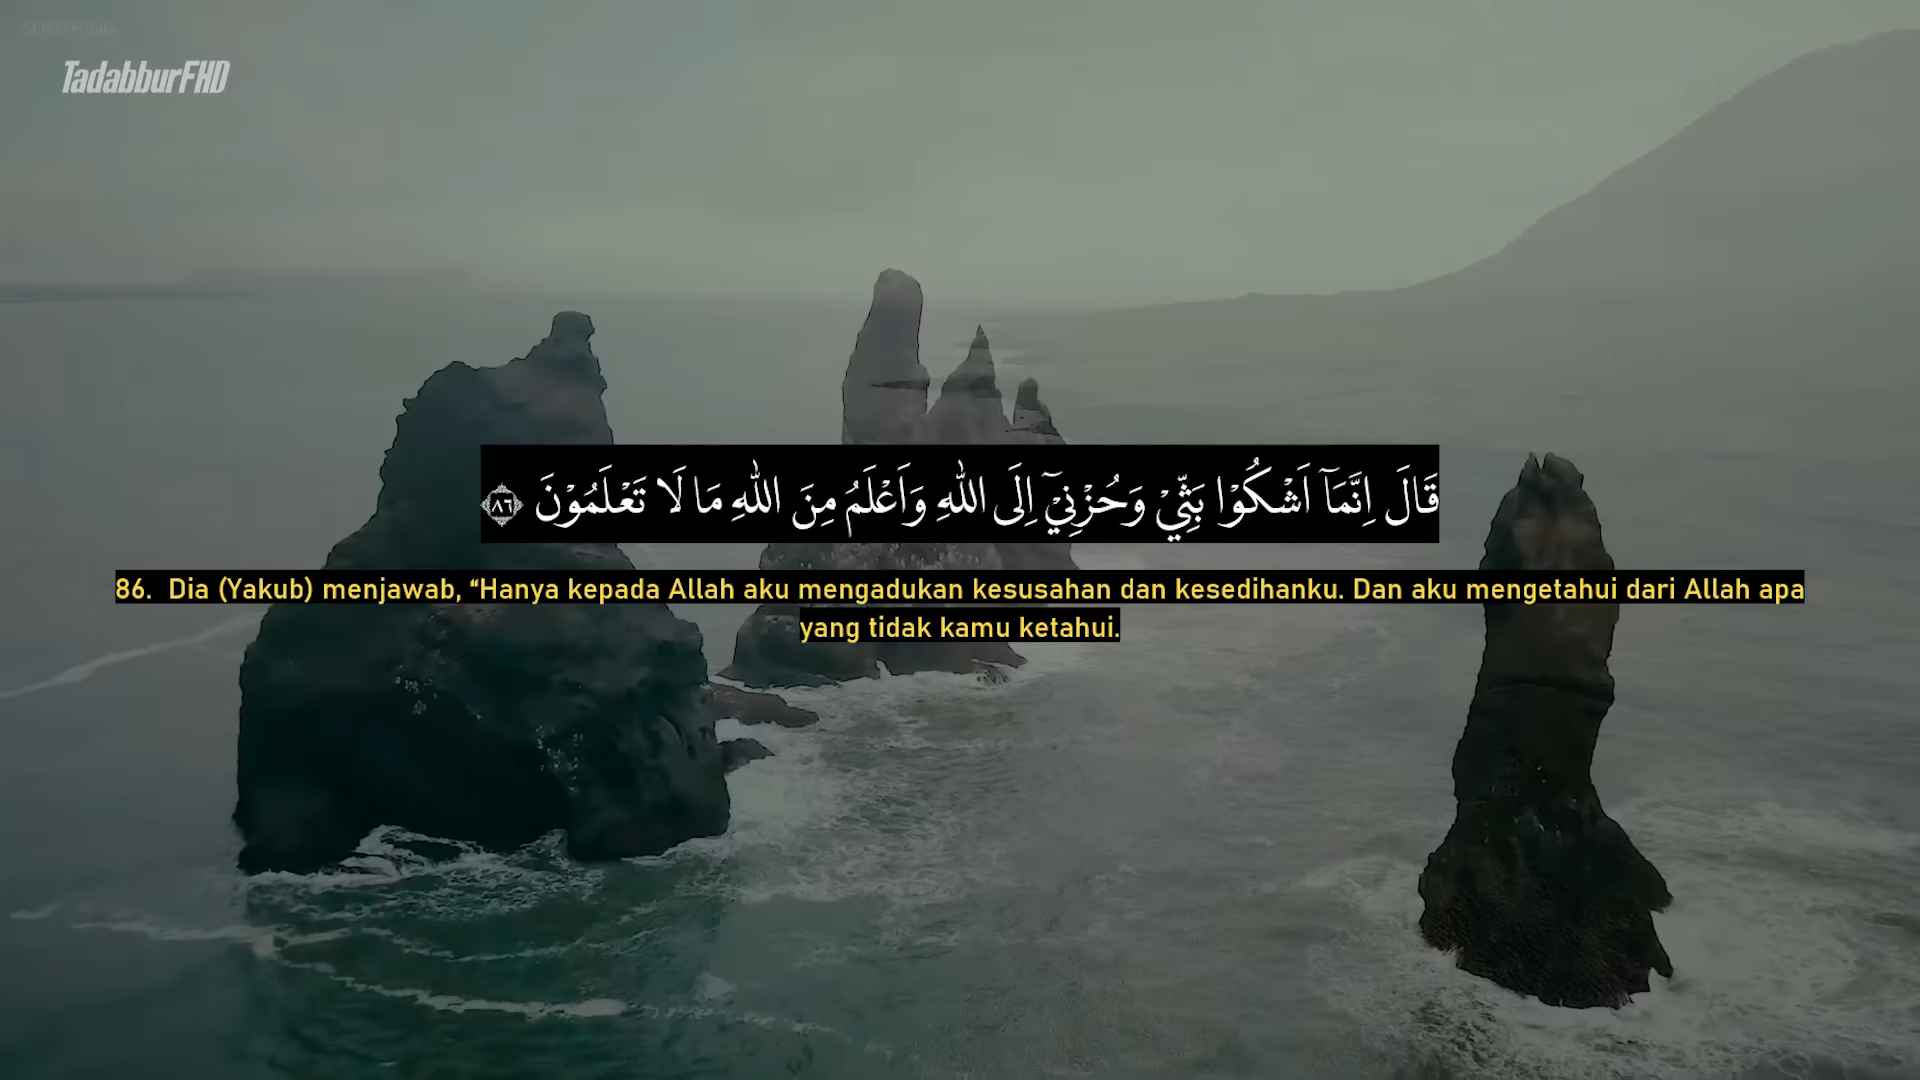 TadabburFHD
قَالَ اِنَّمَآ اَشْكُوْا بَثِّيْ وَحُزْنِيْٓ اِلَى اللّٰهِ وَاَعْلَمُ مِنَ اللّٰهِ مَا لَا تَعْلَمُوْنَ ٨٦
86. Dia (Yakub) menjawab, “Hanya kepada Allah aku mengadukan kesusahan dan kesedihanku. Dan aku mengetahui dari Allah apa
yang tidak kamu ketahui.